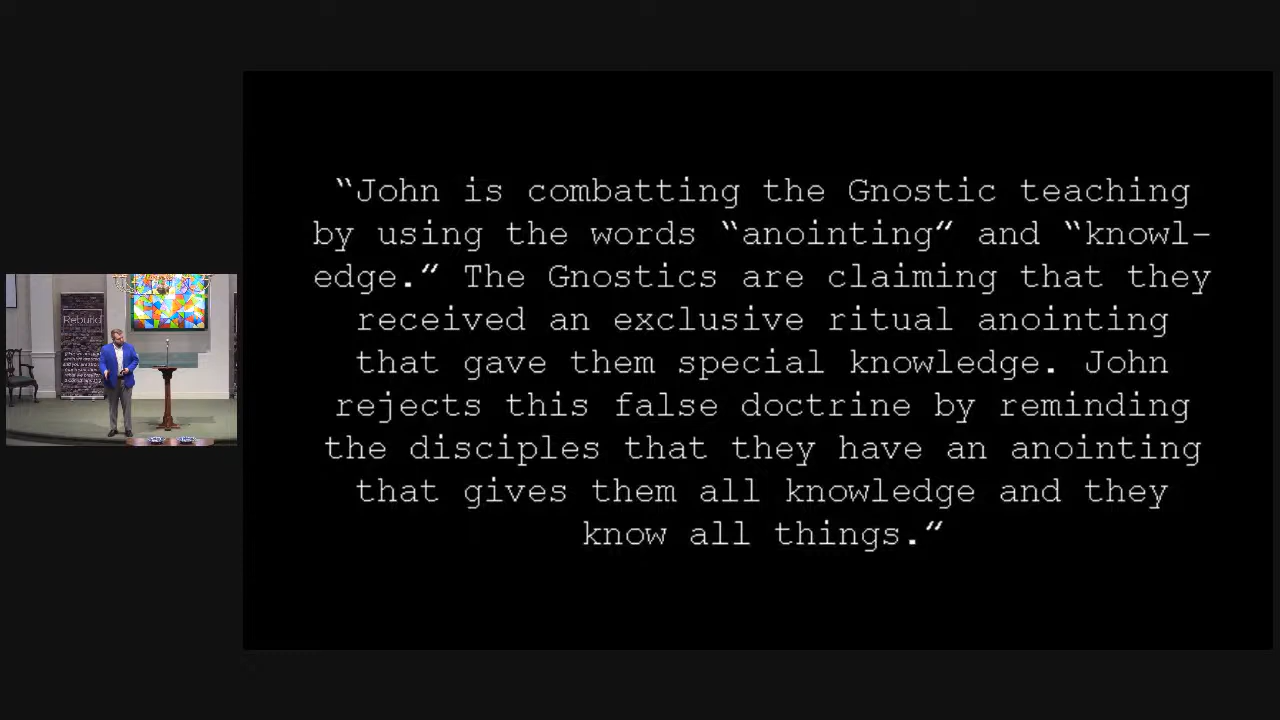 Rebuild
“John is combatting the Gnostic teaching
by using the words “anointing” and “knowl-
edge.” The Gnostics are claiming that they
received an exclusive ritual anointing
that gave them special knowledge. John
rejects this false doctrine by reminding
the disciples that they have an anointing
that gives them all knowledge and they
know all things.”